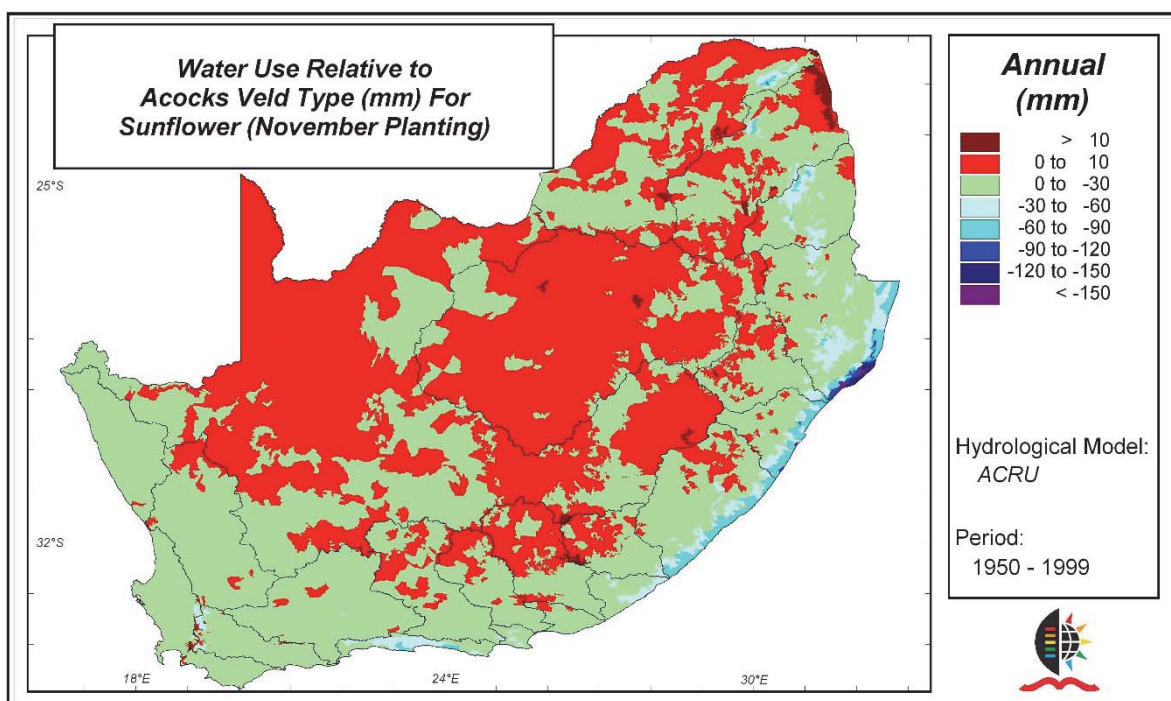 Water Use Relative to
Acocks Veld Type (mm) For
Sunflower (November Planting)
Annual
(mm)
> 10
0 to 10
0 to -30
-30 to -60
-60 to -90
-90 to -120
-120 to -150
< -150
Hydrological Model:
ACRU
Period:
1950 - 1999
25°S
32°S
18°E
24°E
30°E